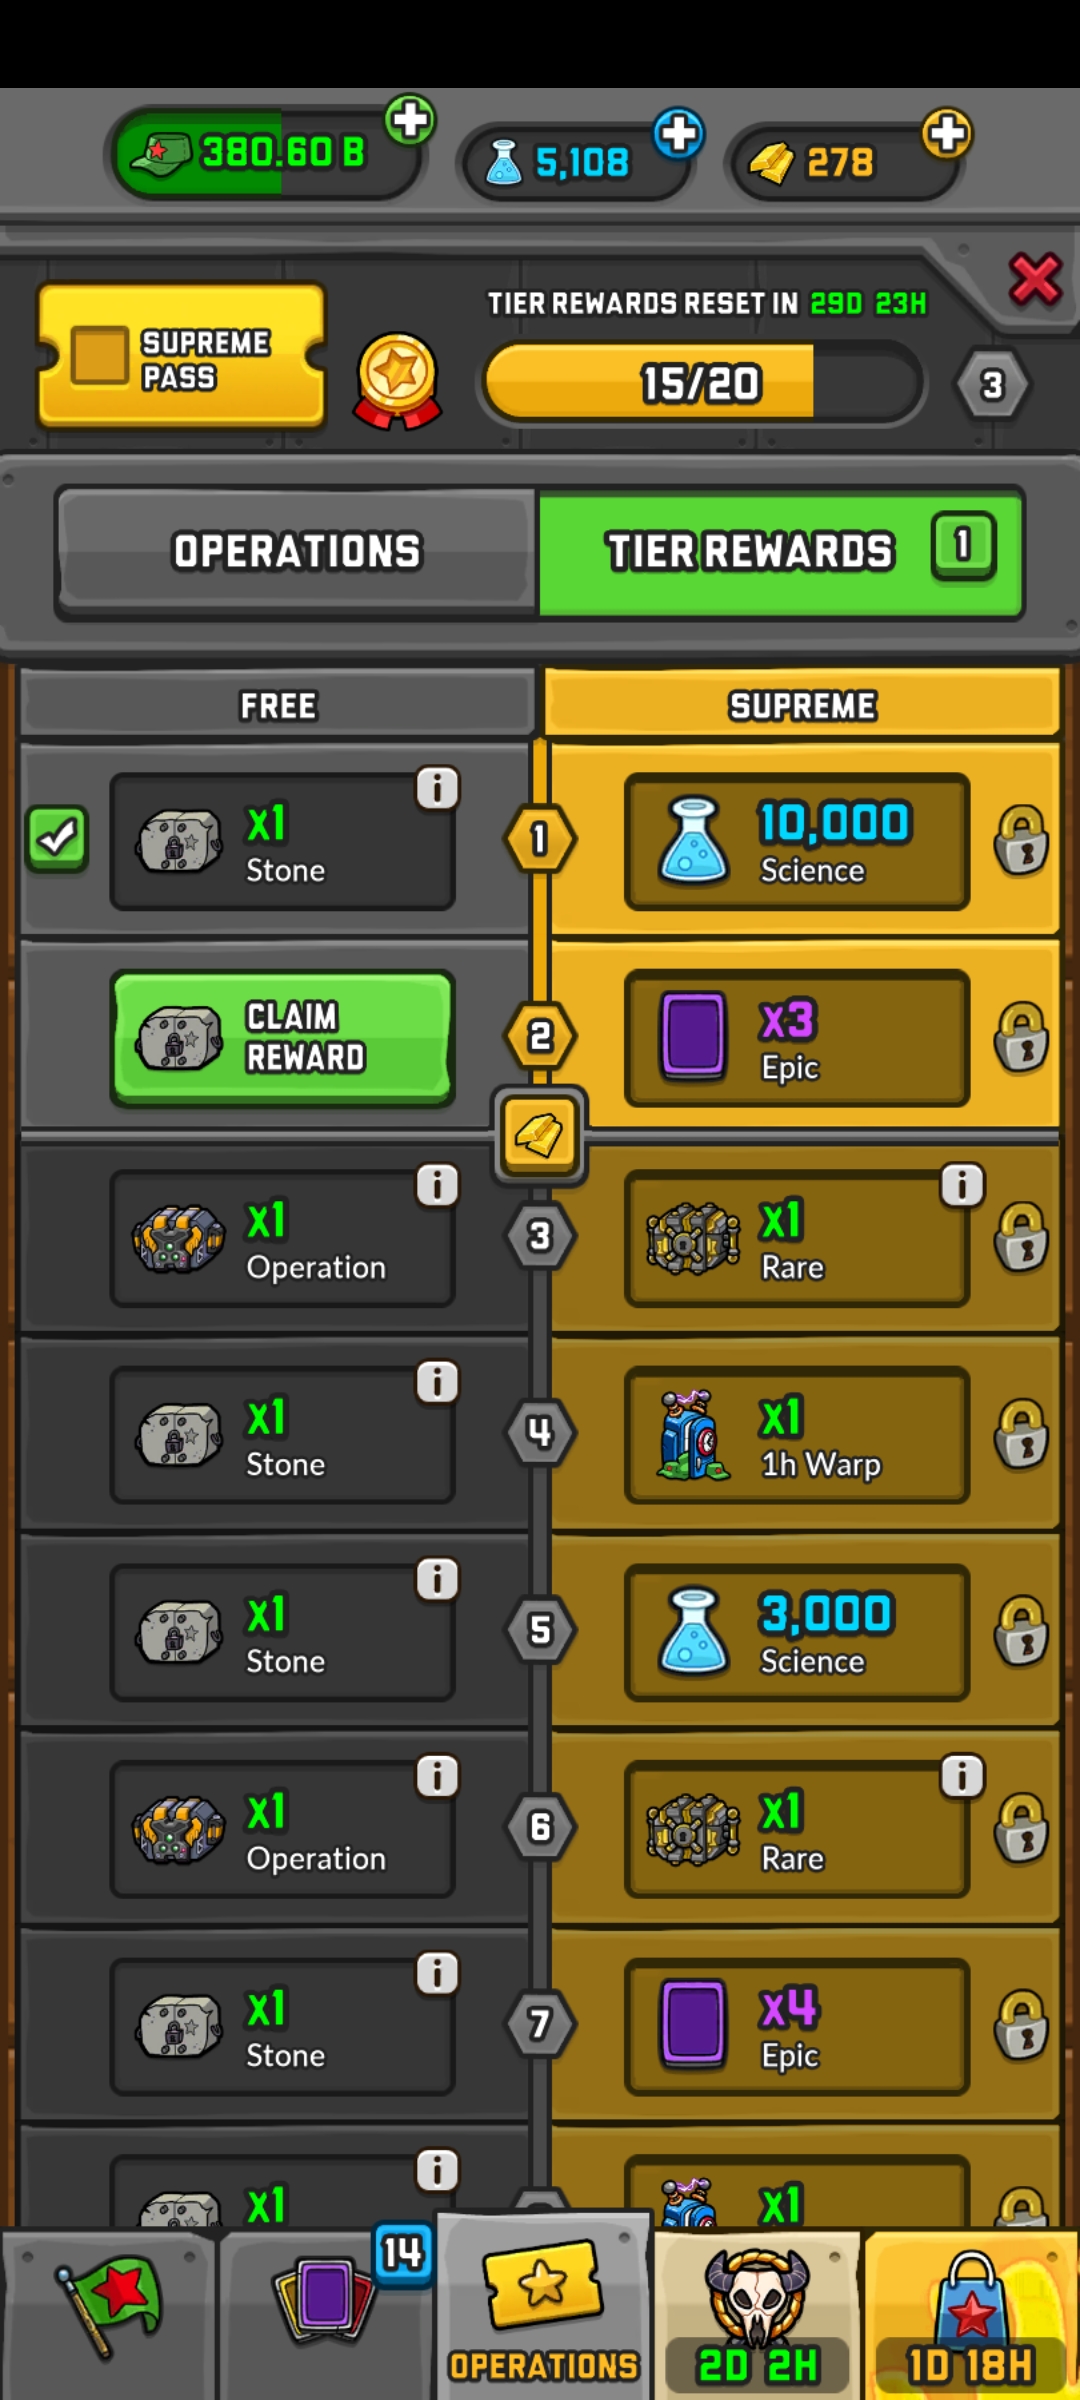 380.60 B
5,108
278
TIER REWARDS RESET IN 29D 23H
SUPREME
PASS
15/20
3
OPERATIONS
TIER REWARDS
1
FREE
SUPREME
x1
Stone
i
1
10,000
Science
CLAIM
REWARD
2
x3
Epic
x1
Operation
i
3
x1
Rare
i
x1
Stone
i
4
x1
1h Warp
x1
Stone
i
5
3,000
Science
x1
Operation
i
6
x1
Rare
i
x1
Stone
i
7
x4
Epic
x1
i
x1
14
OPERATIONS
2D 2H
1D 18H